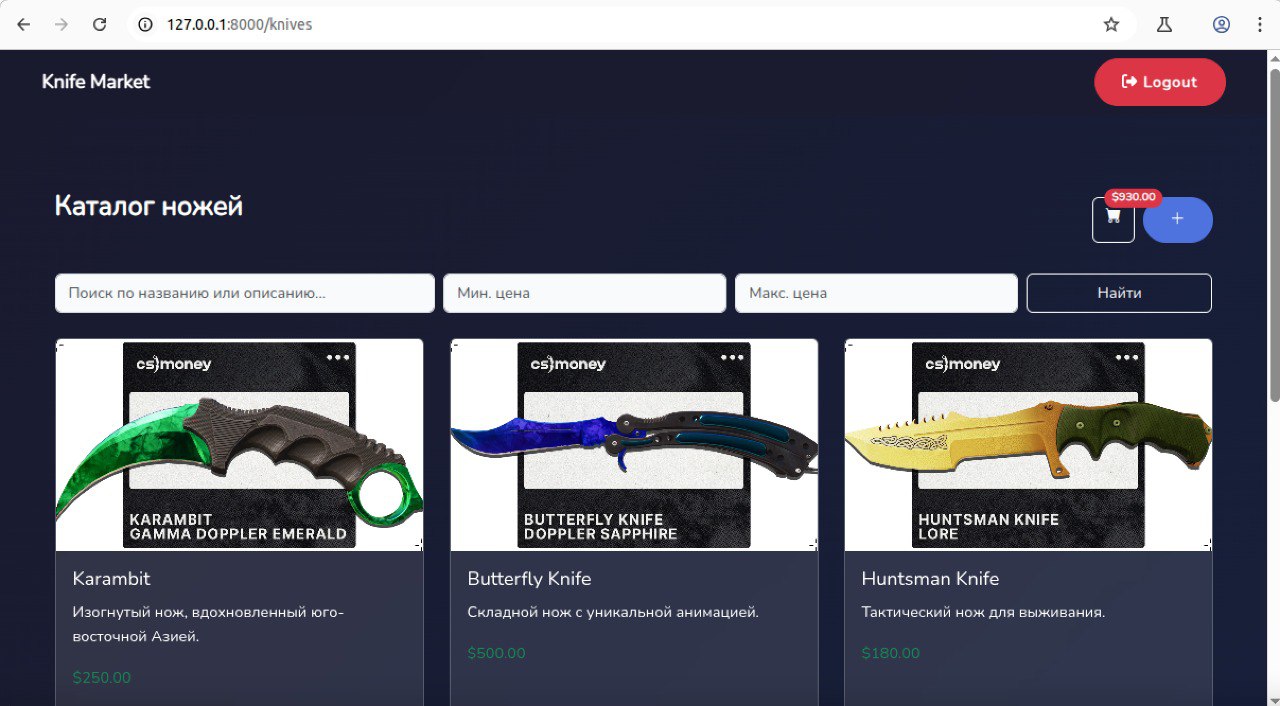 127.0.0.1:8000/knives
Knife Market
Logout
Каталог ножей
$930.00
+
Поиск по названию или описанию...
Мин. цена
Макс. цена
Найти
cs}money
KARAMBIT
GAMMA DOPPLER EMERALD
cs}money
BUTTERFLY KNIFE
DOPPLER SAPPHIRE
cs}money
HUNTSMAN KNIFE
LORE
Karambit
Изогнутый нож, вдохновленный юго-
восточной Азией.
$250.00
Butterfly Knife
Складной нож с уникальной анимацией.
$500.00
Huntsman Knife
Тактический нож для выживания.
$180.00